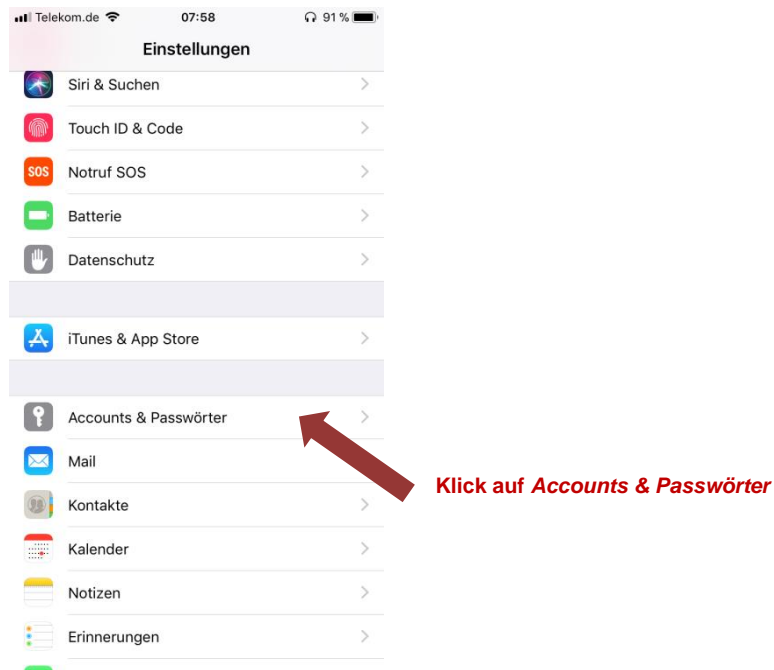 Telekom.de 07:58 91 %
Einstellungen
Siri & Suchen
Touch ID & Code
SOS Notruf SOS
Batterie
Datenschutz
iTunes & App Store
Accounts & Passwörter
Mail
Klick auf Accounts & Passwörter
Kontakte
Kalender
Notizen
Erinnerungen